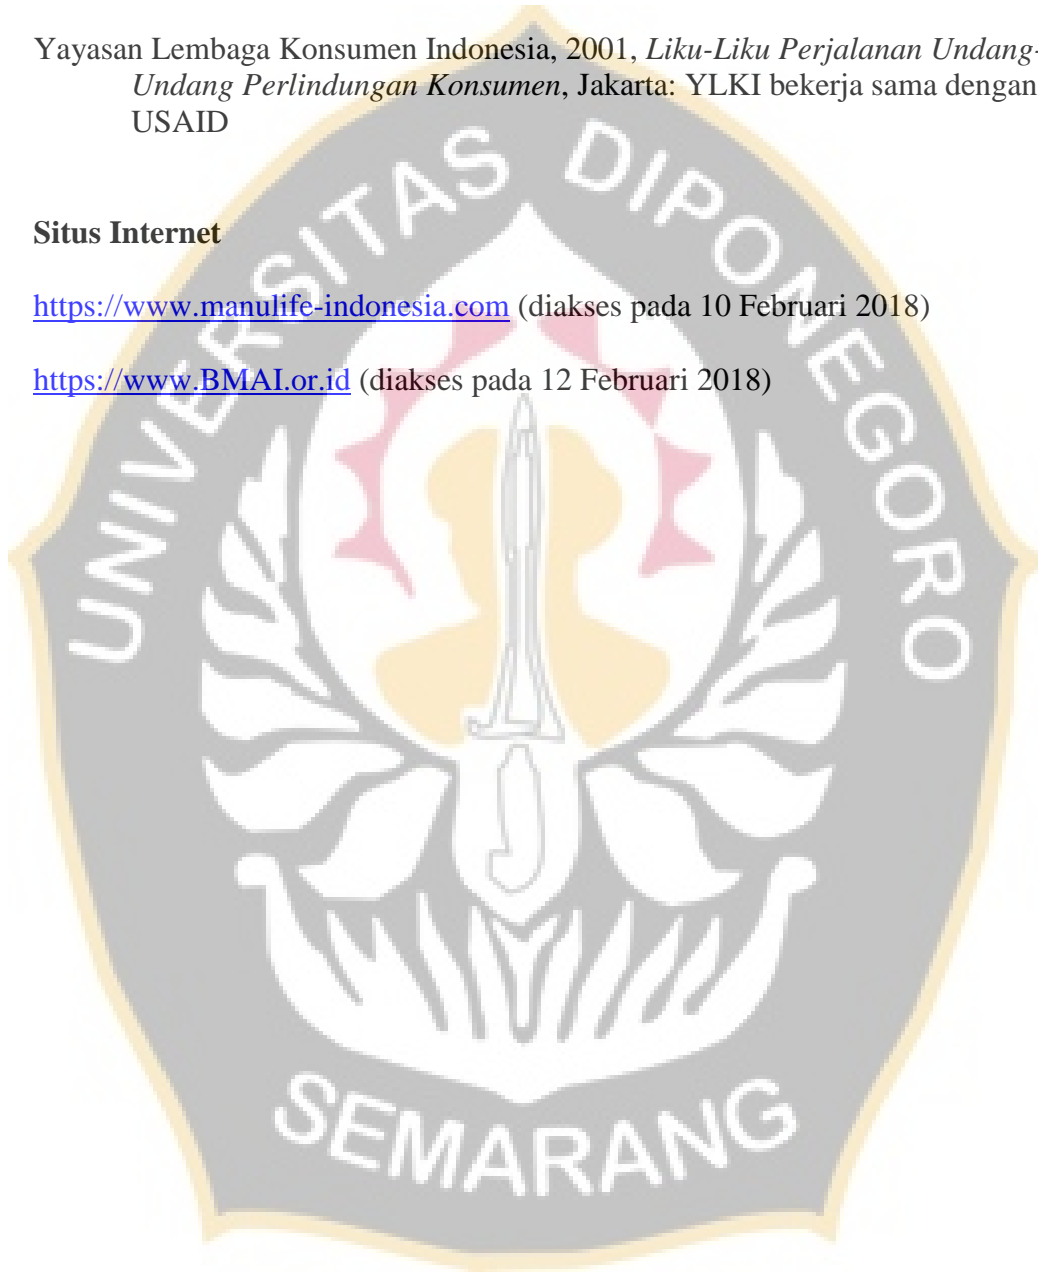 Yayasan Lembaga Konsumen Indonesia, 2001, Liku-Liku Perjalanan Undang-
Undang Perlindungan Konsumen, Jakarta: YLKI bekerja sama dengan
USAID
Situs Internet
https://www.manulife-indonesia.com (diakses pada 10 Februari 2018)
https://www.BMAI.or.id (diakses pada 12 Februari 2018)
UNIVERSITAS DIPONEGORO
SEMARANG